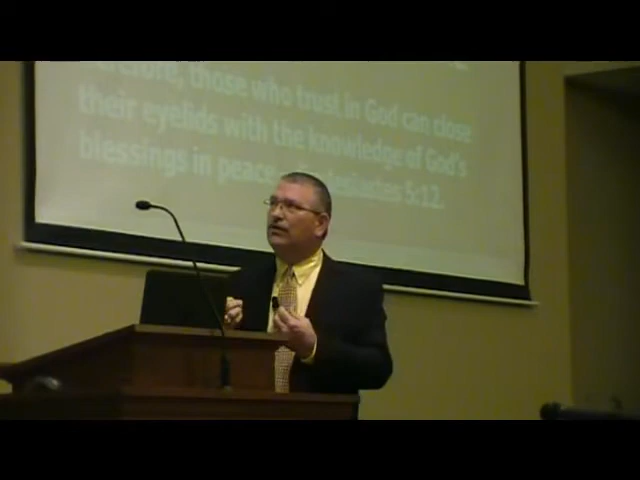 those who trust in God can close
their eyelids with the knowledge of God's
blessings in peace. 5:12.